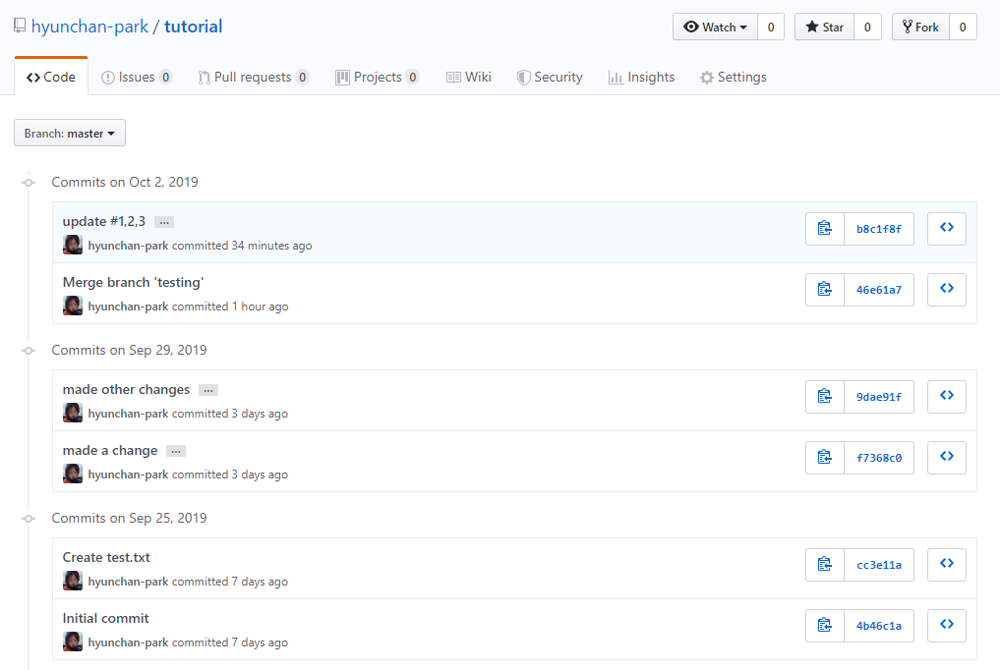 hyunchan-park / tutorial
Watch 0 Star 0 Fork 0
Code Issues 0 Pull requests 0 Projects 0 Wiki Security Insights Settings
Branch: master
Commits on Oct 2, 2019
update #1,2,3 ...
b8c1f8f
hyunchan-park committed 34 minutes ago
Merge branch 'testing'
46e61a7
hyunchan-park committed 1 hour ago
Commits on Sep 29, 2019
made other changes ...
9dae91f
hyunchan-park committed 3 days ago
made a change ...
f7368c0
hyunchan-park committed 3 days ago
Commits on Sep 25, 2019
Create test.txt
cc3e11a
hyunchan-park committed 7 days ago
Initial commit
4b46c1a
hyunchan-park committed 7 days ago